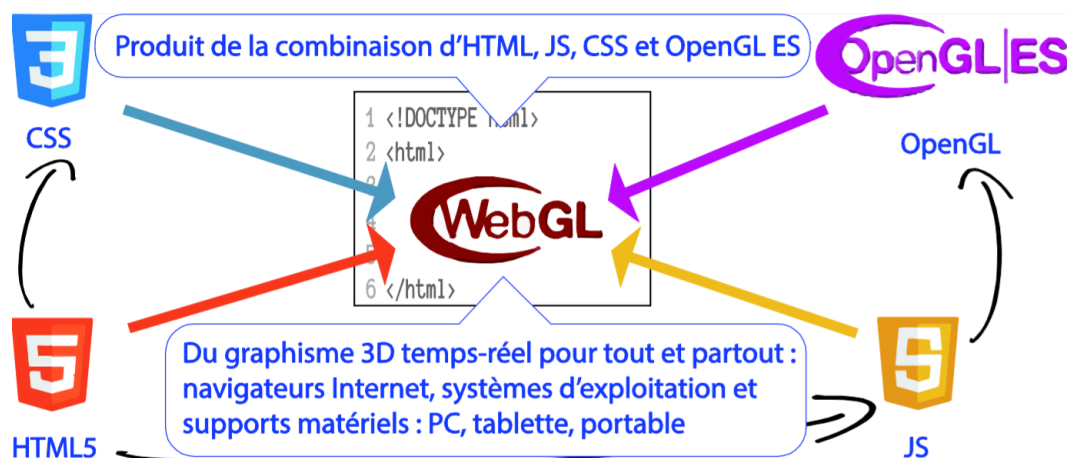 3
Produit de la combinaison d'HTML, JS, CSS et OpenGL ES
OpenGL|ES
CSS
OpenGL
1 <!DOCTYPE html>
2 <html>
WebGL
6 </html>
5
Du graphisme 3D temps-réel pour tout et partout :
navigateurs Internet, systèmes d'exploitation et
supports matériels : PC, tablette, portable
HTML5
JS